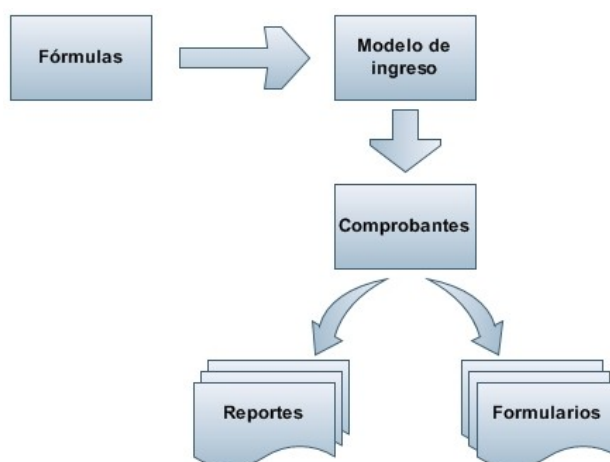 Fórmulas
Modelo de
ingreso
Comprobantes
Reportes
Formularios